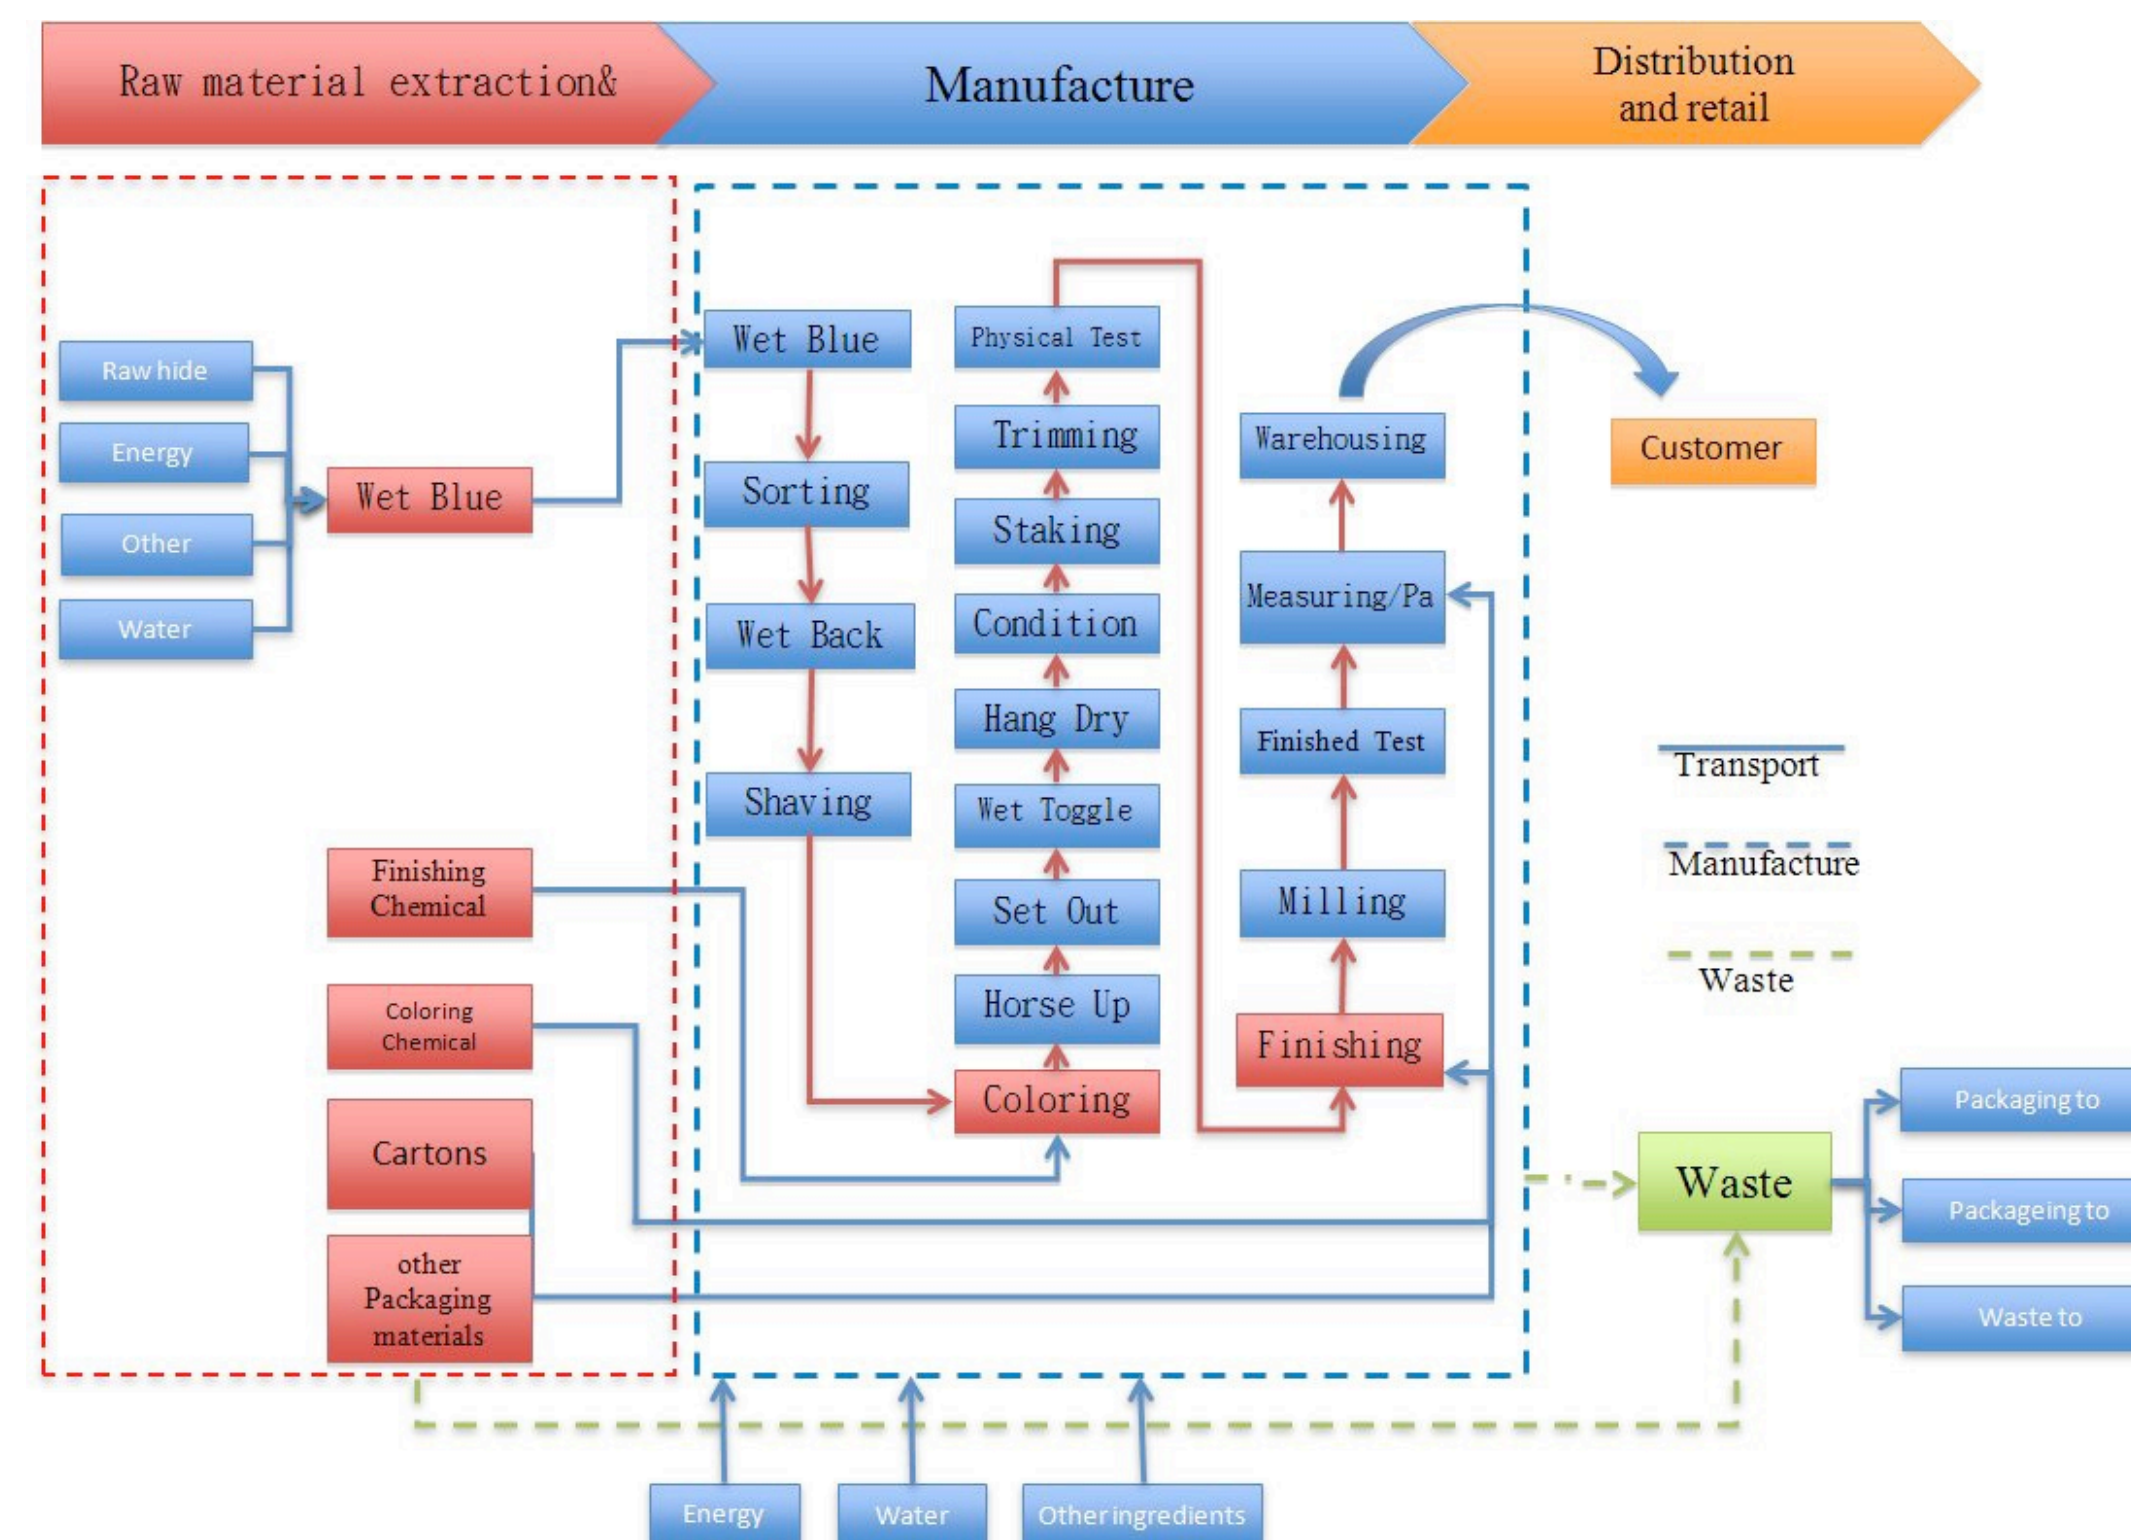 Raw material extraction&
Manufacture
Distribution
and retail
Raw hide
Energy
Other
Water
Wet Blue
Finishing
Chemical
Coloring
Chemical
Cartons
other
Packaging
materials
Wet Blue
Sorting
Wet Back
Shaving
Physical Test
Trimming
Staking
Condition
Hang Dry
Wet Toggle
Set Out
Horse Up
Coloring
Warehousing
Measuring/Pa
Finished Test
Milling
Finishing
Customer
Transport
Manufacture
Waste
Waste
Packaging to
Packageing to
Waste to
Energy
Water
Other ingredients